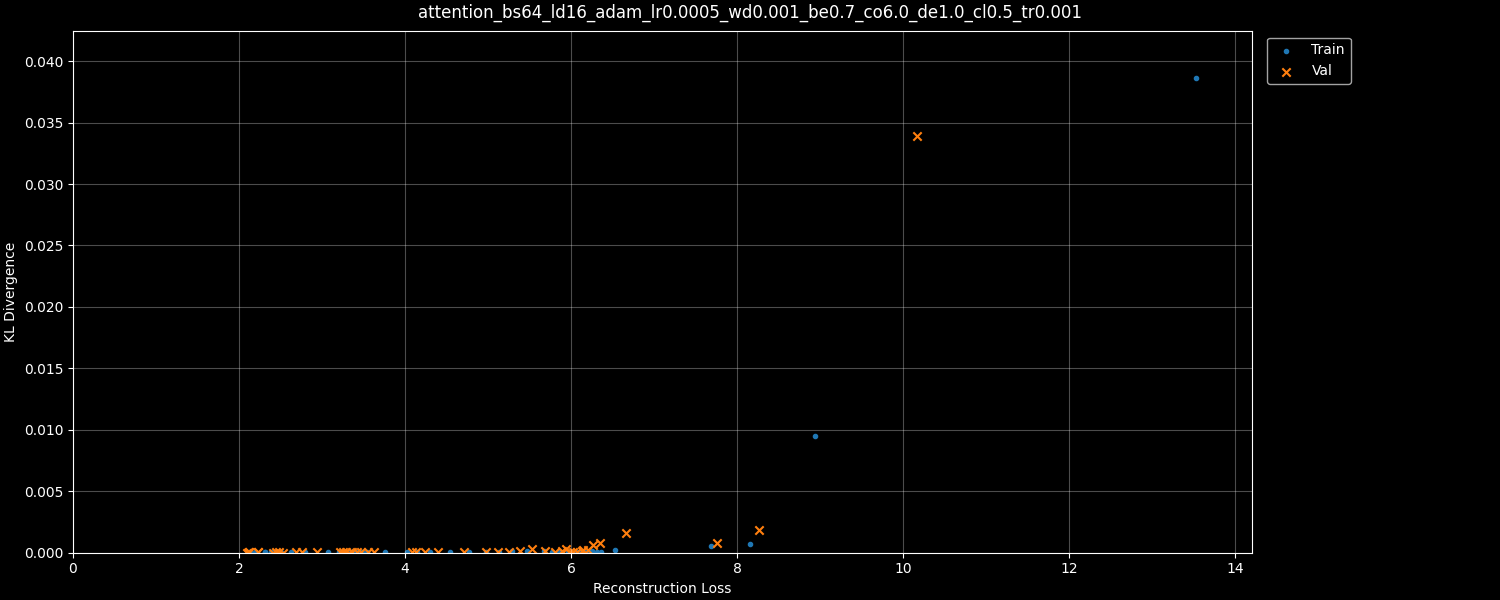 attention_bs64_ld16_adam_lr0.0005_wd0.001_be0.7_co6.0_de1.0_cl0.5_tr0.001
Train
Val
KL Divergence
0.040
0.035
0.030
0.025
0.020
0.015
0.010
0.005
0.000
0 2 4 6 8 10 12 14
Reconstruction Loss